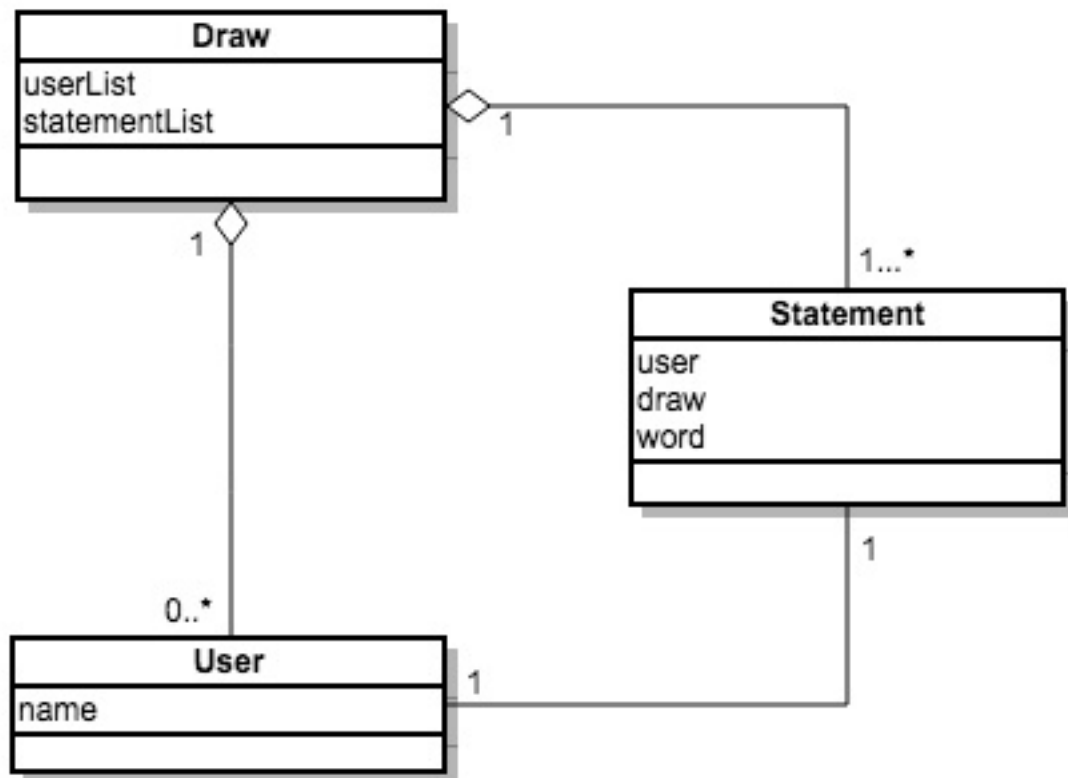 Draw
userList
statementList
1
1
1...*
Statement
user
draw
word
1
0..*
User
1
name